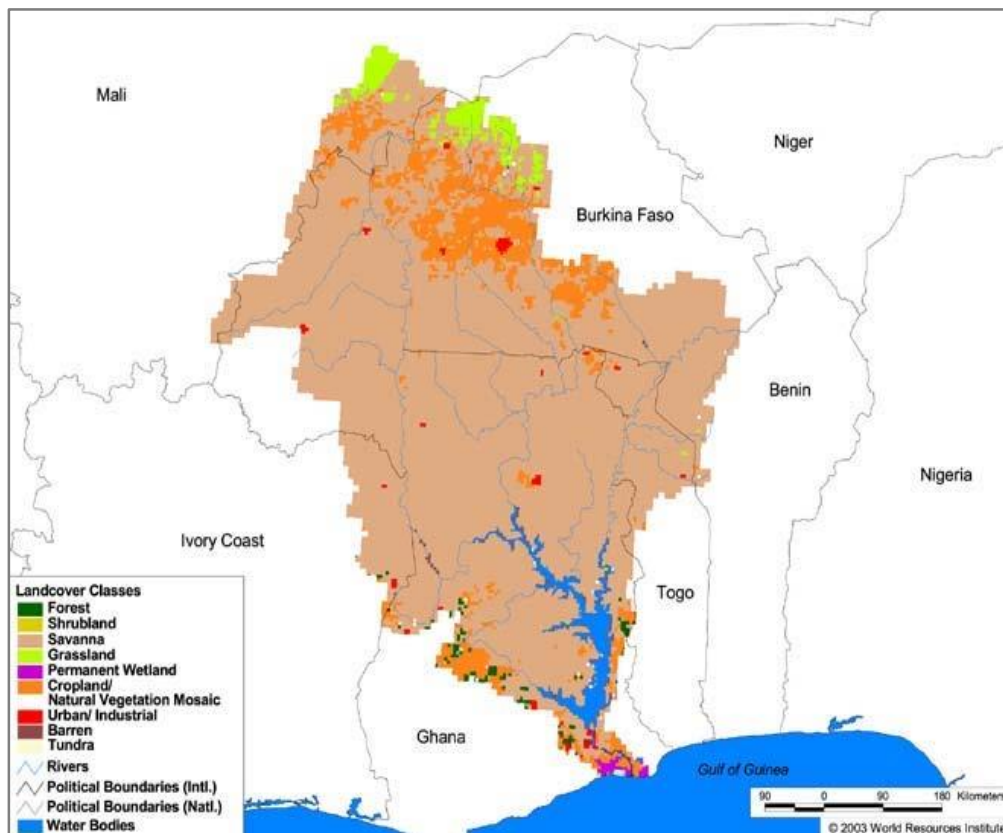 Mali
Niger
Burkina Faso
Benin
Nigeria
Ivory Coast
Togo
Ghana
Gulf of Guinea
Landcover Classes
Forest
Shrubland
Savanna
Grassland
Permanent Wetland
Cropland/
Natural Vegetation Mosaic
Urban/ Industrial
Barren
Tundra
Rivers
Political Boundaries (Intl.)
Political Boundaries (Natl.)
Water Bodies
90 0 90 180 Kilometers
© 2003 World Resources Institute